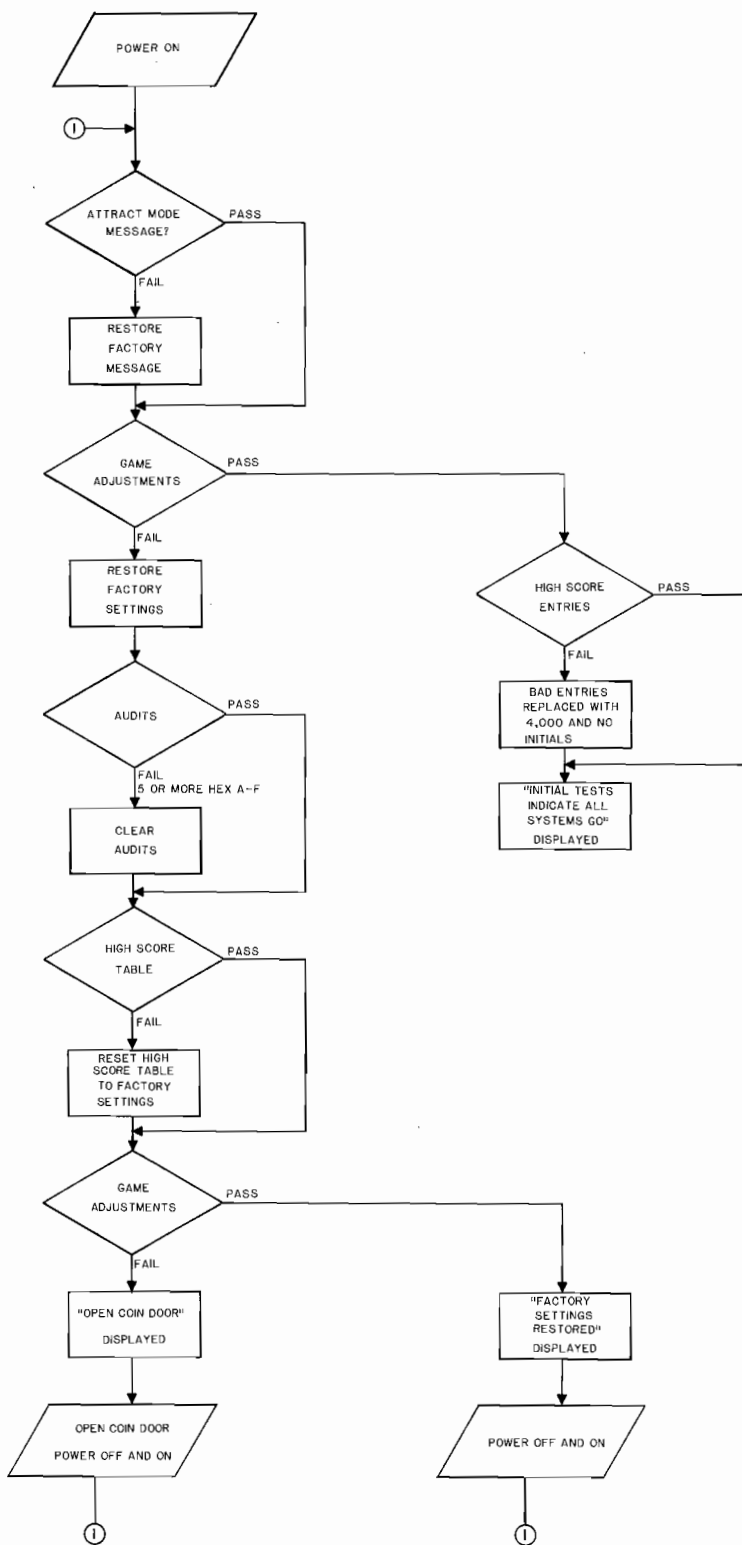 POWER ON
1
ATTRACT MODE
MESSAGE?
PASS
FAIL
RESTORE
FACTORY
MESSAGE
GAME
ADJUSTMENTS
PASS
FAIL
RESTORE
FACTORY
SETTINGS
HIGH SCORE
ENTRIES
PASS
FAIL
BAD ENTRIES
REPLACED WITH
4,000 AND NO
INITIALS
"INITIAL TESTS
INDICATE ALL
SYSTEMS GO"
DISPLAYED
AUDITS
PASS
FAIL
5 OR MORE HEX A-F
CLEAR
AUDITS
HIGH SCORE
TABLE
PASS
FAIL
RESET HIGH
SCORE TABLE
TO FACTORY
SETTINGS
GAME
ADJUSTMENTS
PASS
FAIL
"OPEN COIN DOOR"
DISPLAYED
"FACTORY
SETTINGS
RESTORED"
DISPLAYED
OPEN COIN DOOR
POWER OFF AND ON
POWER OFF AND ON
1
1